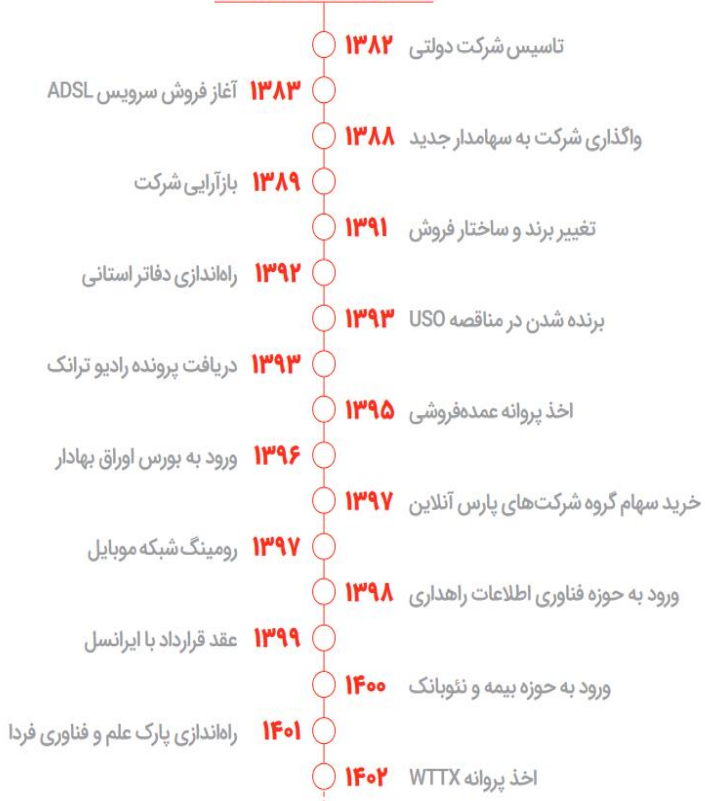 ۱۳۸۲ تاسیس شرکت دولتی
۱۳۸۳ آغاز فروش سرویس ADSL
۱۳۸۸ واگذاری شرکت به سهامدار جدید
۱۳۸۹ بازآرایی شرکت
۱۳۹۱ تغییر برند و ساختار فروش
۱۳۹۲ راه‌اندازی دفاتر استانی
۱۳۹۳ برنده شدن در مناقصه USO
۱۳۹۳ دریافت پرونده رادیو ترانک
۱۳۹۵ اخذ پروانه عمده‌فروشی
۱۳۹۶ ورود به بورس اوراق بهادار
۱۳۹۷ خرید سهام گروه شرکت‌های پارس آنلاین
۱۳۹۷ رومینگ شبکه موبایل
۱۳۹۸ ورود به حوزه فناوری اطلاعات راهداری
۱۳۹۹ عقد قرارداد با ایرانسل
۱۴۰۰ ورود به حوزه بیمه و نئوبانک
۱۴۰۱ راه‌اندازی پارک علم و فناوری فردا
۱۴۰۲ اخذ پروانه WTTX